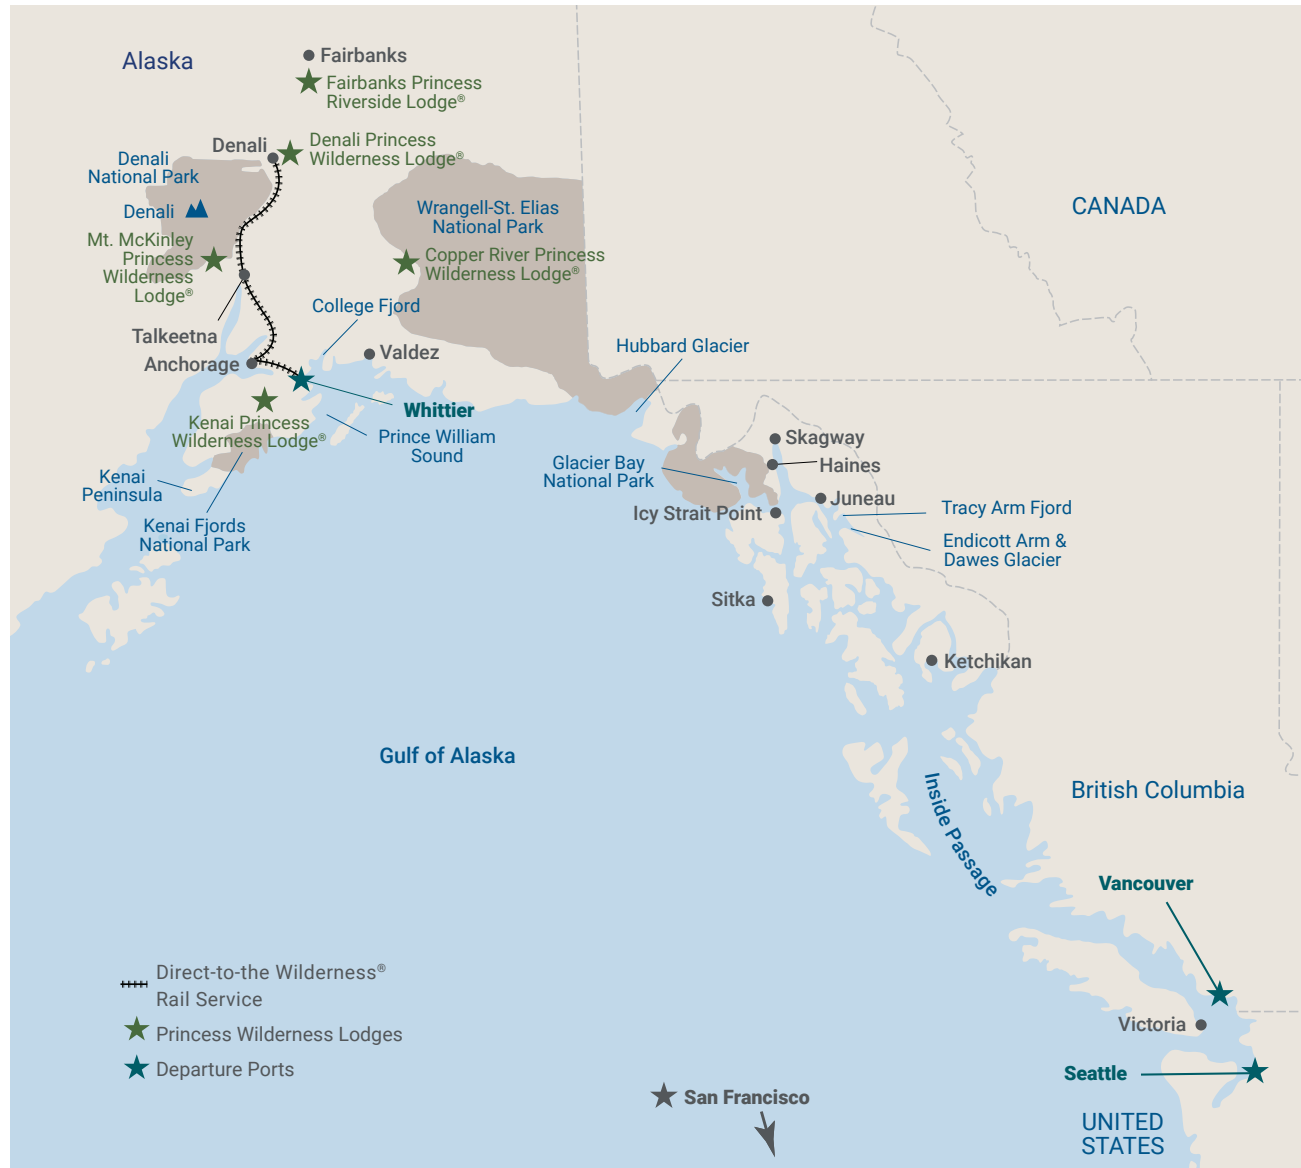 Alaska
Fairbanks
Fairbanks Princess
Riverside Lodge®
Denali
Denali Princess
Wilderness Lodge®
Denali
National Park
Denali
Wrangell-St. Elias
National Park
CANADA
Mt. McKinley
Princess
Wilderness
Lodge®
Copper River Princess
Wilderness Lodge®
College Fjord
Talkeetna
Anchorage
Valdez
Hubbard Glacier
Whittier
Kenai Princess
Wilderness Lodge®
Prince William
Sound
Skagway
Haines
Glacier Bay
National Park
Kenai
Peninsula
Juneau
Icy Strait Point
Tracy Arm Fjord
Kenai Fjords
National Park
Endicott Arm &
Dawes Glacier
Sitka
Ketchikan
Gulf of Alaska
Inside Passage
British Columbia
Vancouver
Direct-to-the Wilderness®
Rail Service
Princess Wilderness Lodges
Departure Ports
Victoria
Seattle
San Francisco
UNITED
STATES